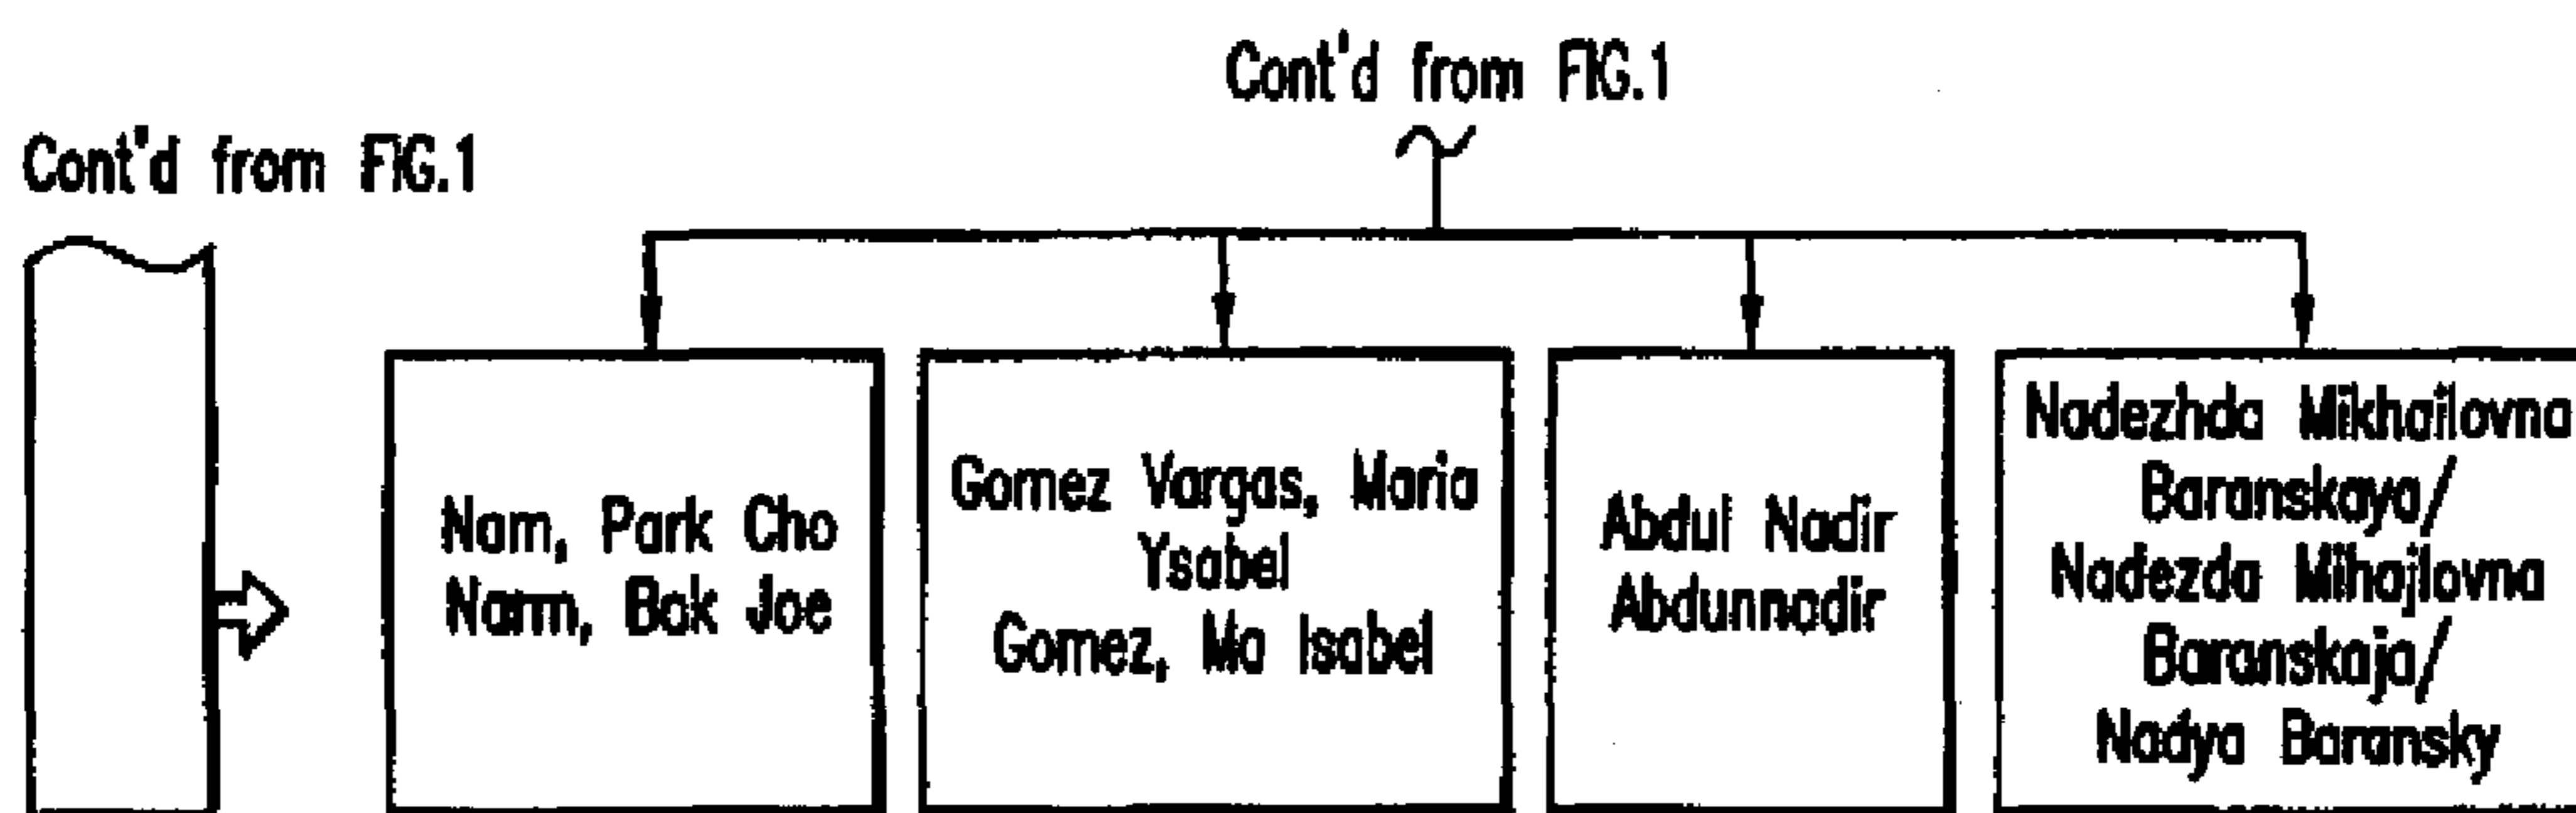 Cont'd from FIG.1
Cont'd from FIG.1
Nam, Park Cho
Narm, Bak Joe
Gomez Vargas, Maria
Ysabel
Gomez, Ma Isabel
Abdul Nadir
Abdunnadir
Nadezhda Mikhailovna
Baranskaya/
Nadezda Mihajlovna
Baranskaja/
Nadya Baransky